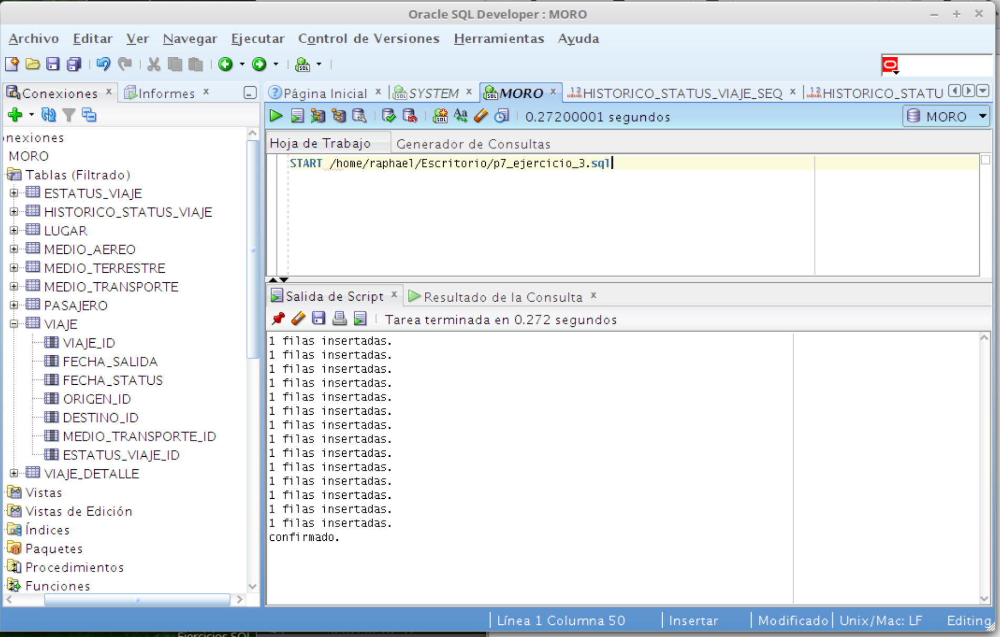 Oracle SQL Developer : MORO
Archivo Editar Ver Navegar Ejecutar Control de Versiones Herramientas Ayuda
Conexiones x Informes x
Página Inicial x SYSTEM x MORO x HISTORICO_STATUS_VIAJE_SEQ x HISTORICO_STATU
0.27200001 segundos
MORO
Hoja de Trabajo Generador de Consultas
START /home/raphael/Escritorio/p7_ejercicio_3.sql
nexiones
MORO
Tablas (Filtrado)
ESTATUS_VIAJE
HISTORICO_STATUS_VIAJE
LUGAR
MEDIO_AEREO
MEDIO_TERRESTRE
MEDIO_TRANSPORTE
PASAJERO
VIAJE
VIAJE_ID
FECHA_SALIDA
FECHA_STATUS
ORIGEN_ID
DESTINO_ID
MEDIO_TRANSPORTE_ID
ESTATUS_VIAJE_ID
VIAJE_DETALLE
Vistas
Vistas de Edición
Índices
Paquetes
Procedimientos
Funciones
Salida de Script x Resultado de la Consulta x
Tarea terminada en 0.272 segundos
1 filas insertadas.
1 filas insertadas.
1 filas insertadas.
1 filas insertadas.
1 filas insertadas.
1 filas insertadas.
1 filas insertadas.
1 filas insertadas.
1 filas insertadas.
1 filas insertadas.
1 filas insertadas.
1 filas insertadas.
1 filas insertadas.
1 filas insertadas.
confirmado.
Línea 1 Columna 50 Insertar Modificado Unix/Mac: LF Editing
Ejercicios SQL